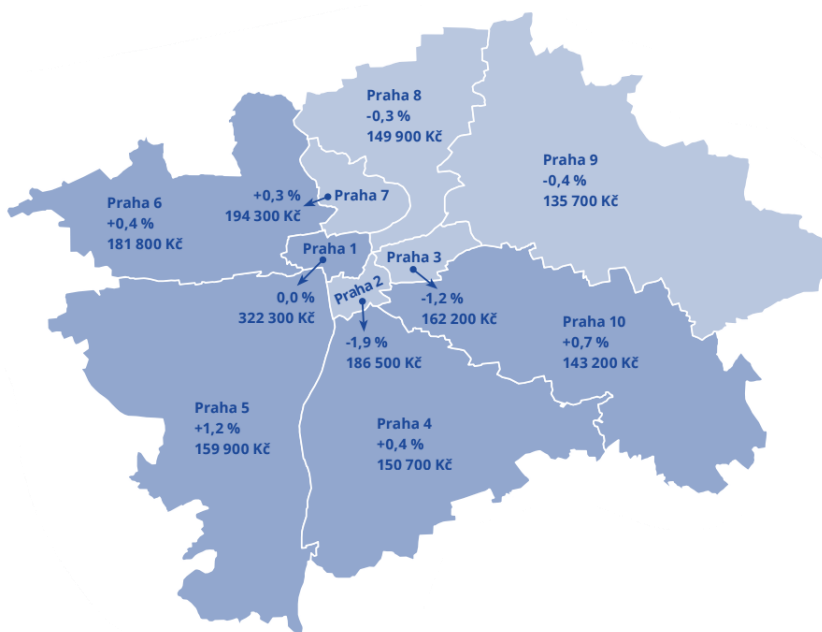 Praha 8
-0,3 %
149 900 Kč
Praha 9
-0,4 %
135 700 Kč
Praha 6
+0,4 %
181 800 Kč
Praha 7
+0,3 %
194 300 Kč
Praha 1
0,0 %
322 300 Kč
Praha 3
-1,2 %
162 200 Kč
Praha 2
-1,9 %
186 500 Kč
Praha 10
+0,7 %
143 200 Kč
Praha 5
+1,2 %
159 900 Kč
Praha 4
+0,4 %
150 700 Kč